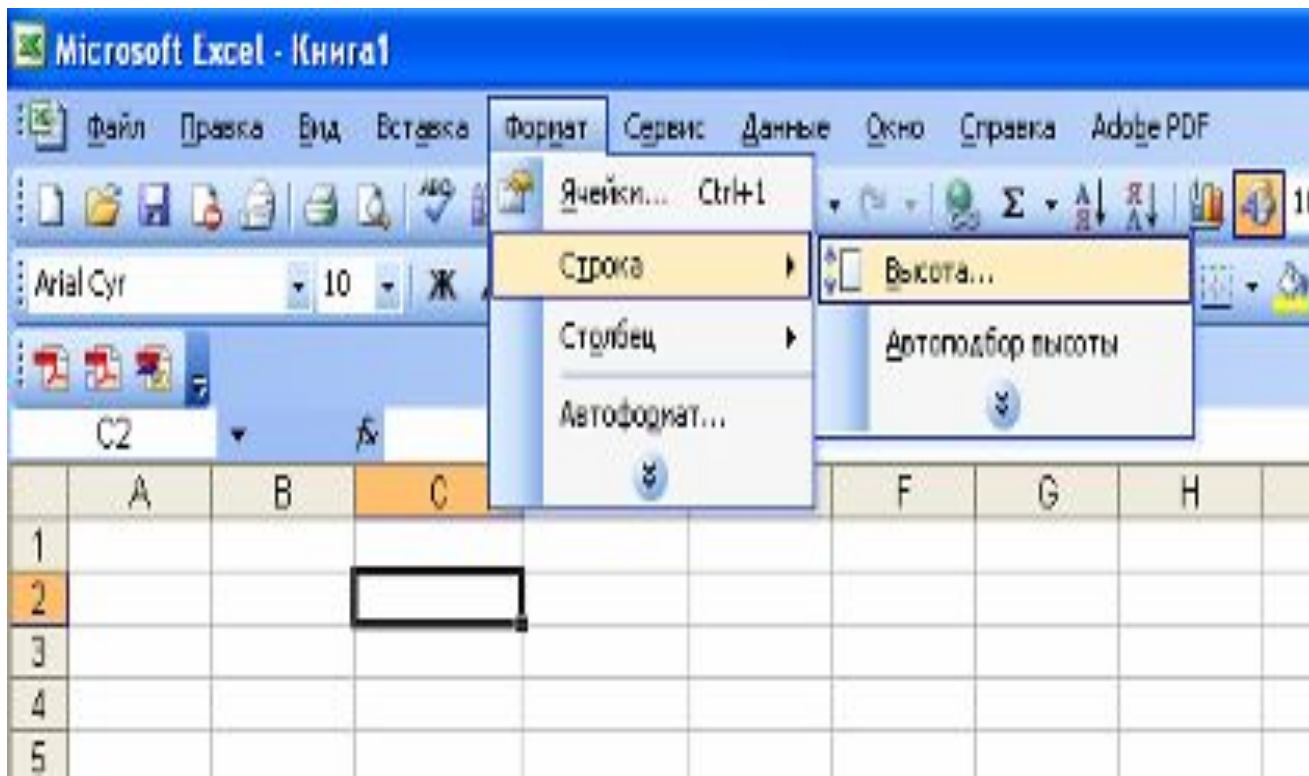 Microsoft Excel - Книга1
Файл Правка Вид Вставка Формат Сервис Данные Окно Справка Adobe PDF
Ячейки... Ctrl+1
Σ
Строка
Высота...
Arial Cyr 10 Ж
Столбец
Автоподбор высоты
Автоформат...
C2 fx
A B C F G H
1
2
3
4
5